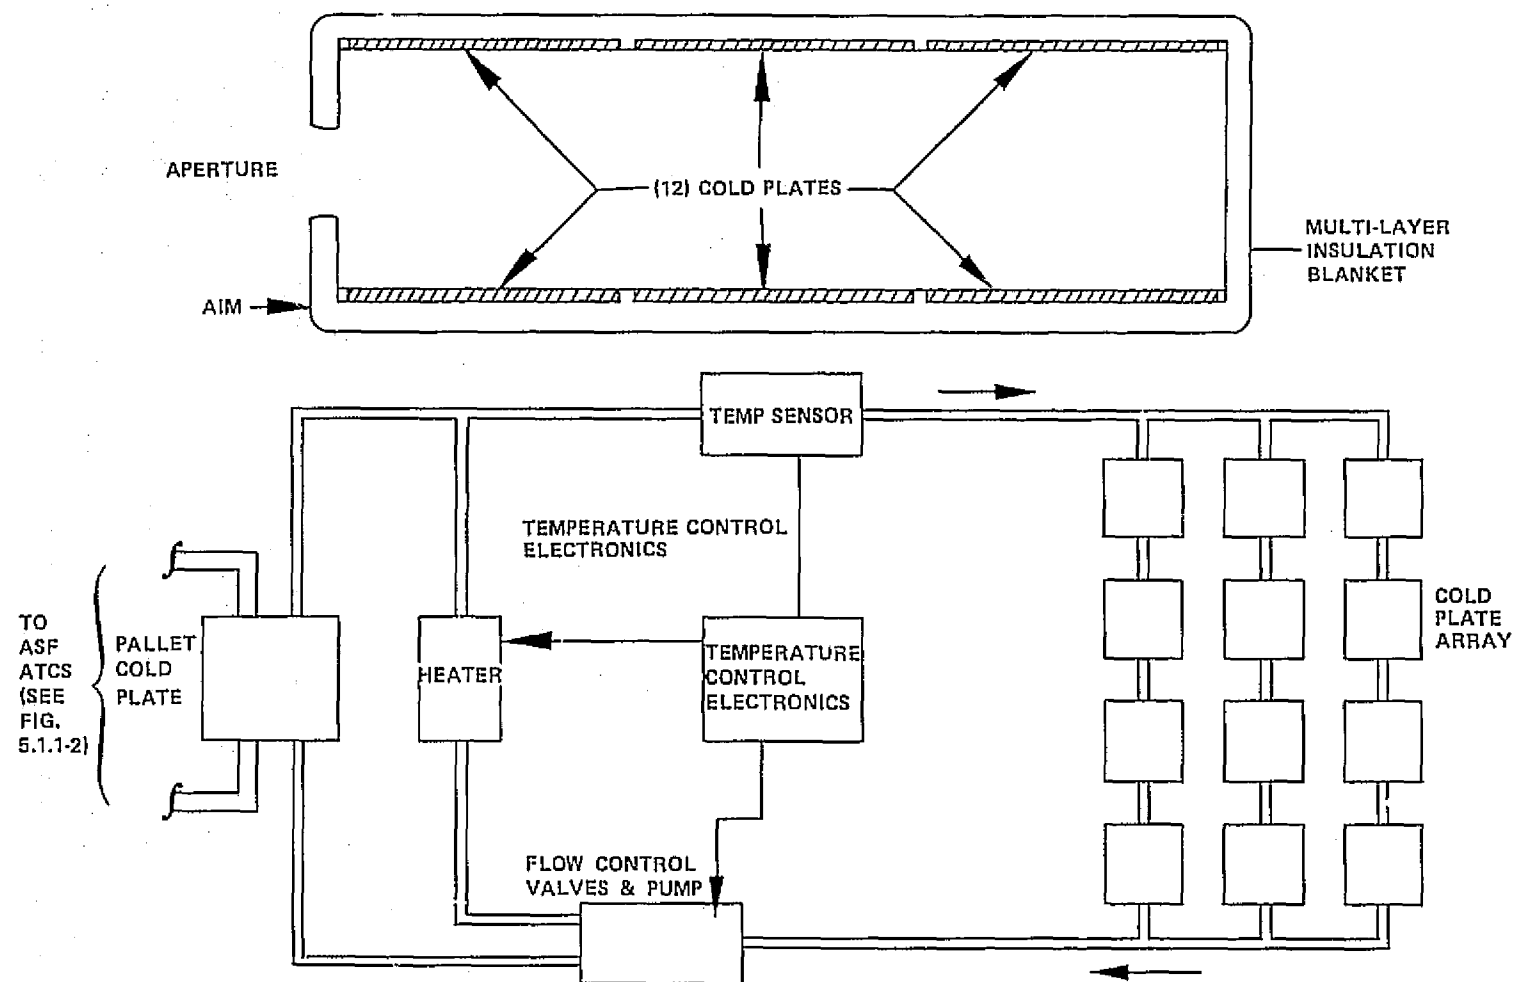 APERTURE
(12) COLD PLATES
MULTI-LAYER
INSULATION
BLANKET
AIM
TEMP SENSOR
TEMPERATURE CONTROL
ELECTRONICS
TO
ASF
ATCS
(SEE
FIG.
5.1.1-2)
PALLET
COLD
PLATE
HEATER
TEMPERATURE
CONTROL
ELECTRONICS
COLD
PLATE
ARRAY
FLOW CONTROL
VALVES & PUMP